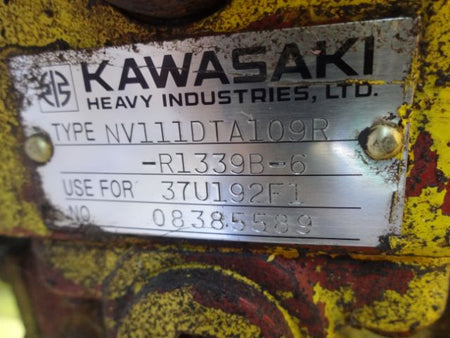 KAWASAKI
HEAVY INDUSTRIES, LTD.
TYPE NV111DTA109R
-R1339B-6
USE FOR 37U192F1
NO. 08385589